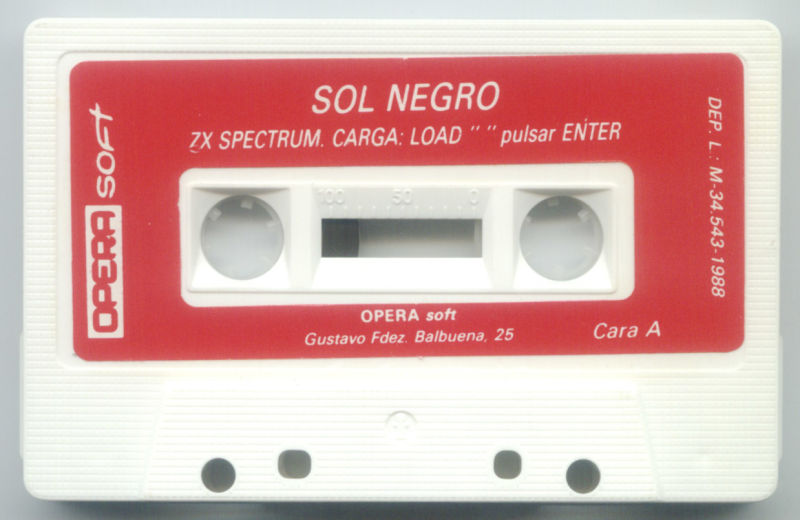 SOL NEGRO
ZX SPECTRUM. CARGA: LOAD " " pulsar ENTER
OPERA soft
DEP. L.: M-34.543-1988
100 50 0
OPERA soft
Gustavo Fdez. Balbuena, 25
Cara A